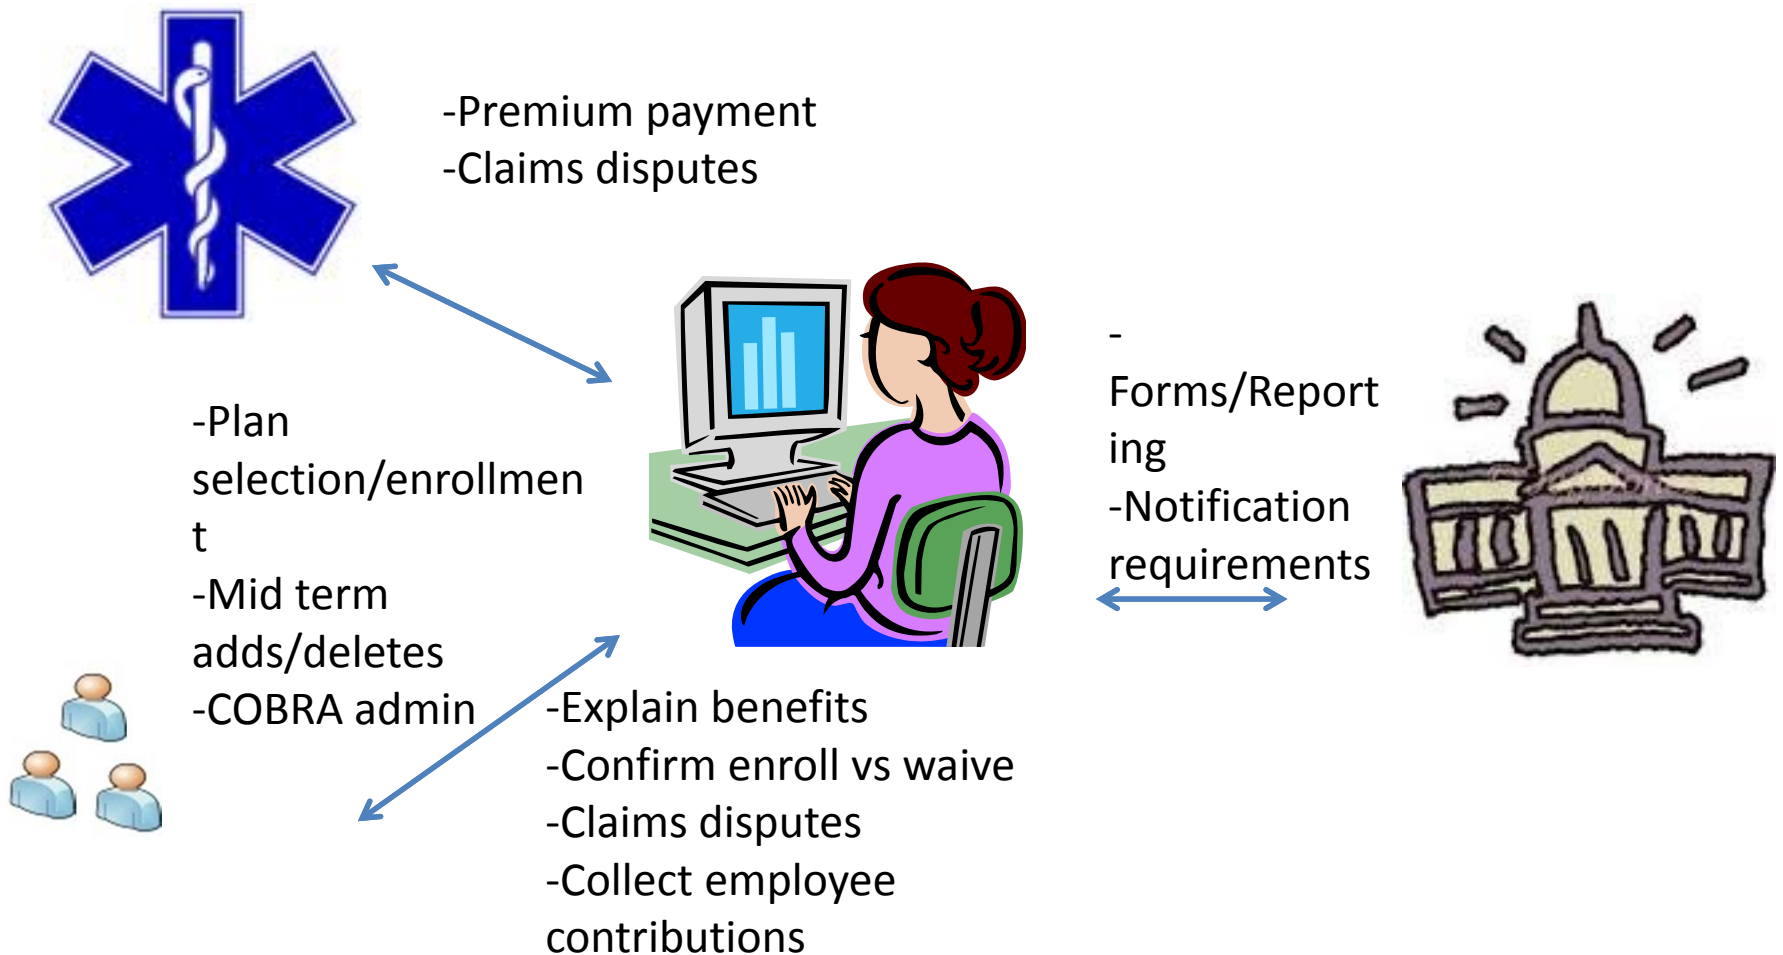 -Premium payment
-Claims disputes
-Plan
selection/enrollmen
t
-Mid term
adds/deletes
-COBRA admin
-
Forms/Report
ing
-Notification
requirements
-Explain benefits
-Confirm enroll vs waive
-Claims disputes
-Collect employee
contributions